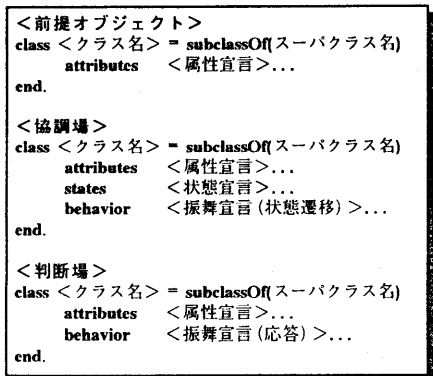 ＜前提オブジェクト＞
class ＜クラス名＞ = subclassOf(スーパクラス名)
attributes ＜属性宣言＞...
end.
＜協調場＞
class ＜クラス名＞ = subclassOf(スーパクラス名)
attributes ＜属性宣言＞...
states ＜状態宣言＞...
behavior ＜振舞宣言(状態遷移)＞...
end.
＜判断場＞
class ＜クラス名＞ = subclassOf(スーパクラス名)
attributes ＜属性宣言＞...
behavior ＜振舞宣言(応答)＞...
end.